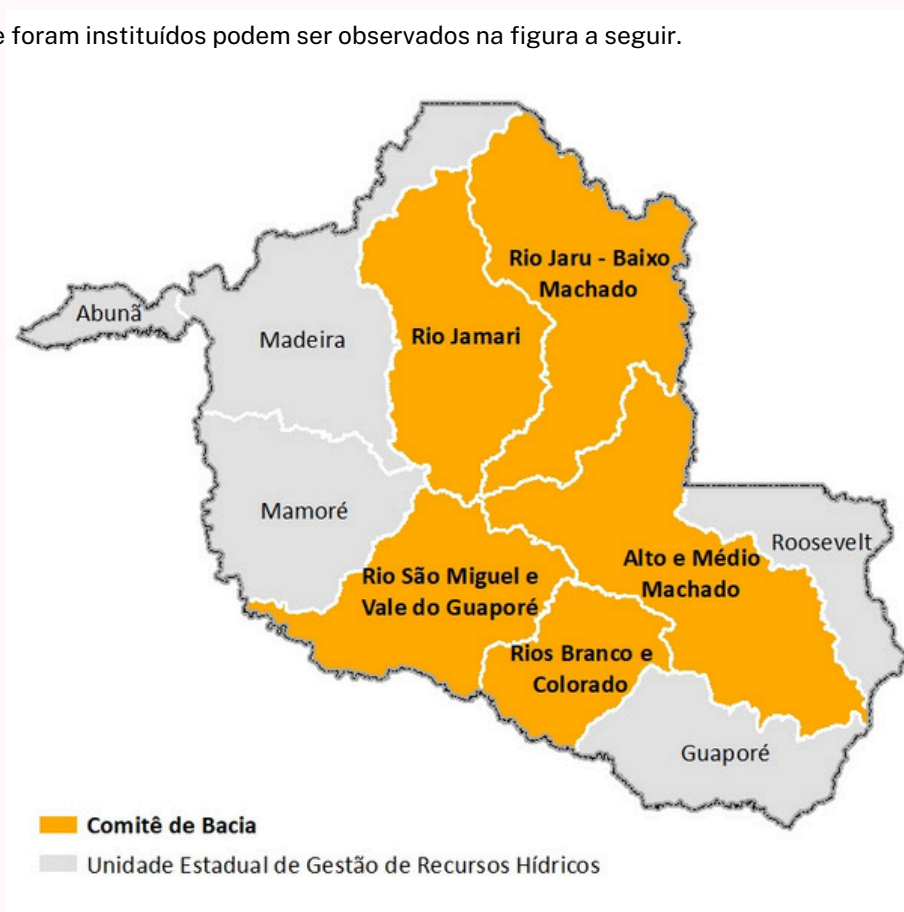 e foram instituídos podem ser observados na figura a seguir.
Rio Jaru - Baixo
Machado
Abunã
Madeira
Rio Jamari
Mamoré
Roosevelt
Alto e Médio
Machado
Rio São Miguel e
Vale do Guaporé
Rios Branco e
Colorado
Guaporé
Comitê de Bacia
Unidade Estadual de Gestão de Recursos Hídricos